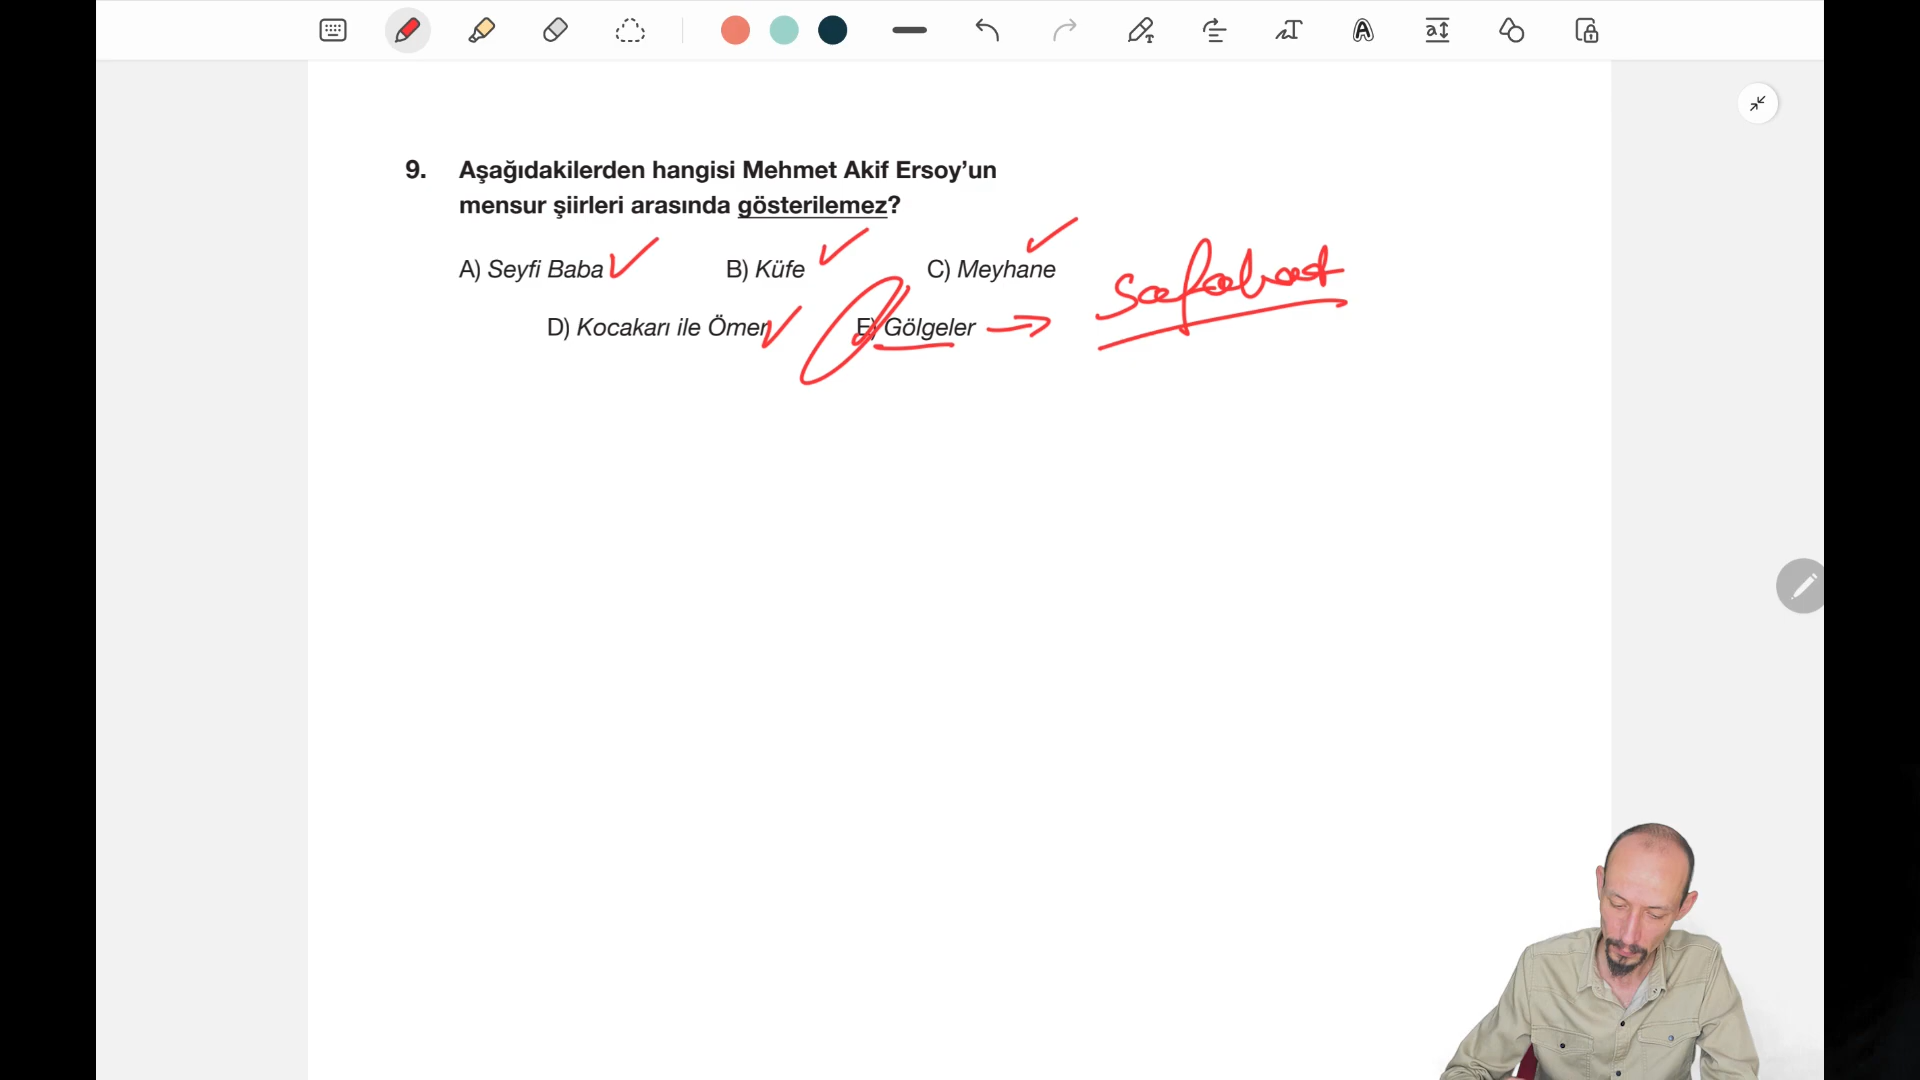 9. Aşağıdakilerden hangisi Mehmet Akif Ersoy’un
mensur şiirleri arasında gösterilemez?
A) Seyfi Baba B) Küfe C) Meyhane
D) Kocakarı ile Ömer E) Gölgeler
safahat